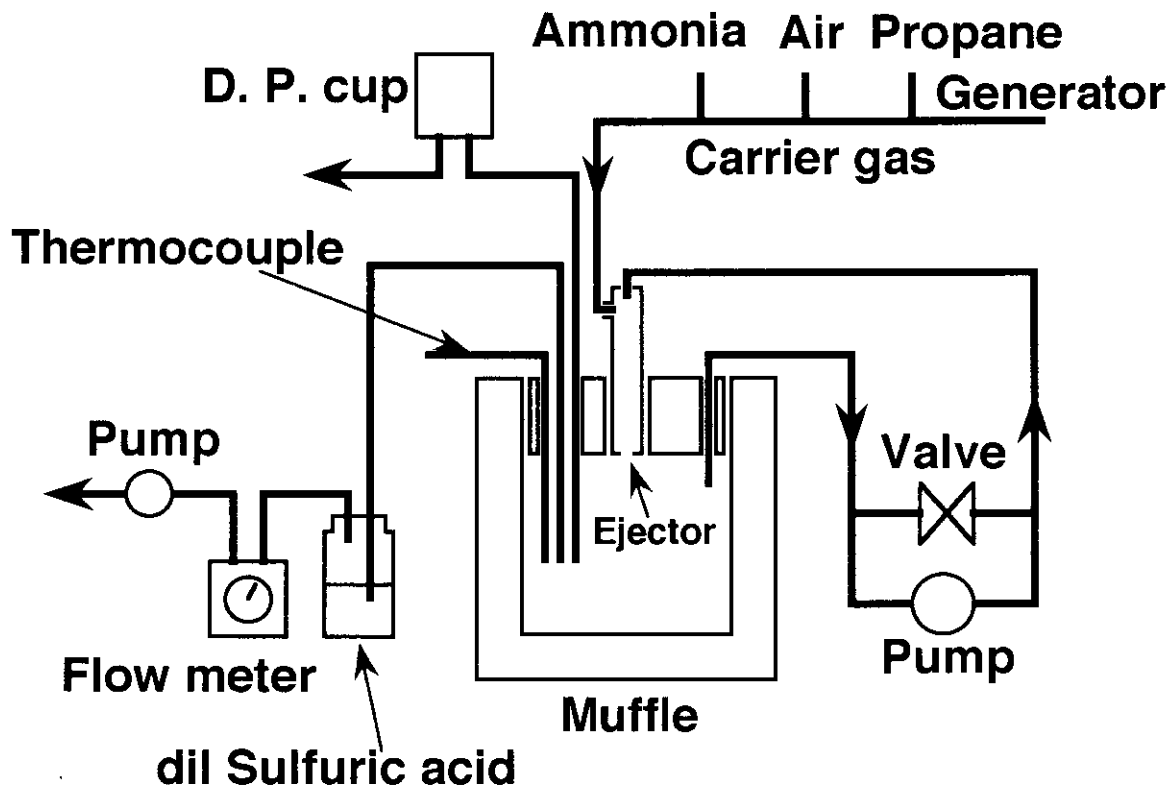 Ammonia Air Propane
D. P. cup
Generator
Carrier gas
Thermocouple
Pump
Valve
Ejector
Flow meter
Pump
Muffle
dil Sulfuric acid